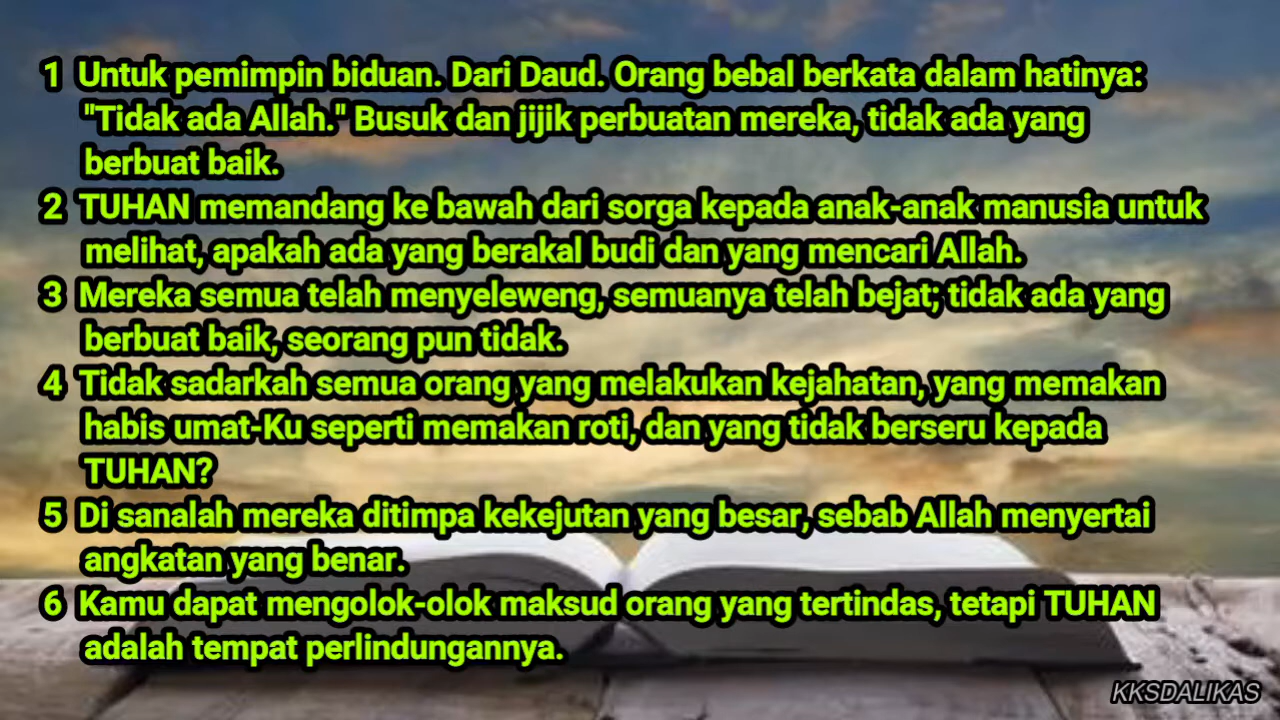 1 Untuk pemimpin biduan. Dari Daud. Orang bebal berkata dalam hatinya:
"Tidak ada Allah." Busuk dan jijik perbuatan mereka, tidak ada yang
berbuat baik.
2 TUHAN memandang ke bawah dari sorga kepada anak-anak manusia untuk
melihat, apakah ada yang berakal budi dan yang mencari Allah.
3 Mereka semua telah menyeleweng, semuanya telah bejat; tidak ada yang
berbuat baik, seorang pun tidak.
4 Tidak sadarkah semua orang yang melakukan kejahatan, yang memakan
habis umat-Ku seperti memakan roti, dan yang tidak berseru kepada
TUHAN?
5 Di sanalah mereka ditimpa kekejutan yang besar, sebab Allah menyertai
angkatan yang benar.
6 Kamu dapat mengolok-olok maksud orang yang tertindas, tetapi TUHAN
adalah tempat perlindungannya.
KKSDALIKAS